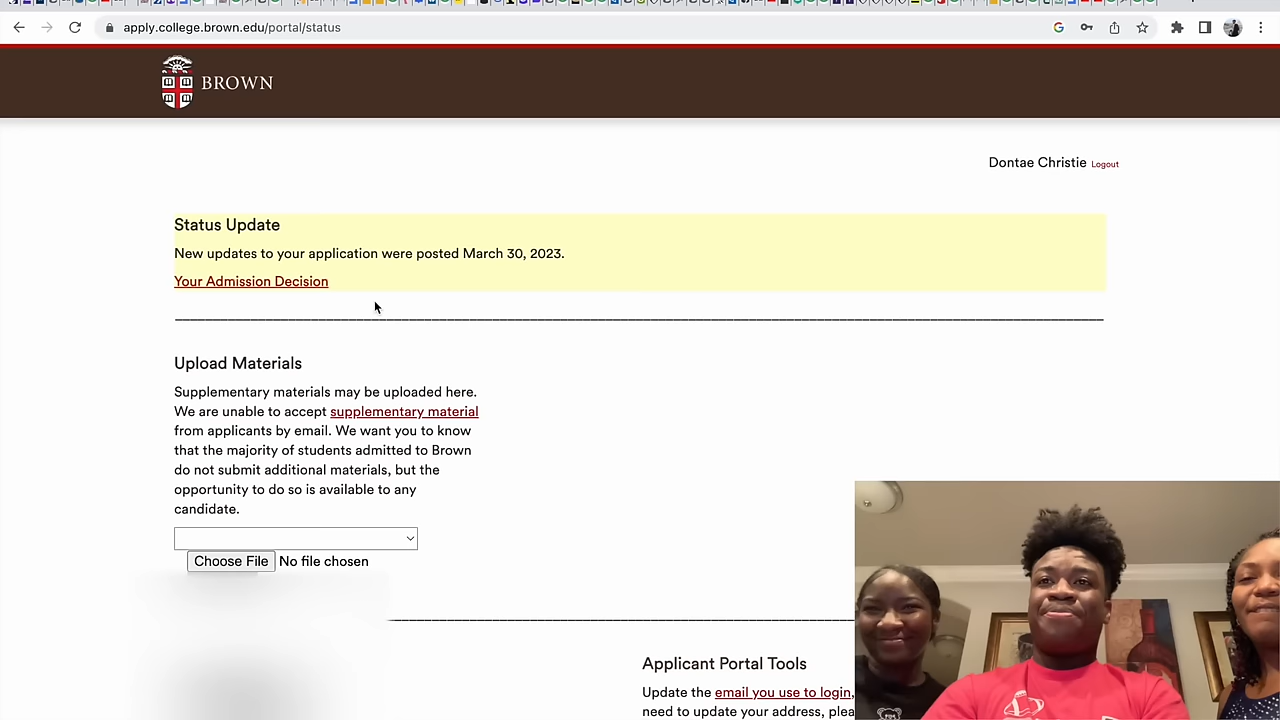 apply.college.brown.edu/portal/status
BROWN
Dontae Christie Logout
Status Update
New updates to your application were posted March 30, 2023.
Your Admission Decision
Upload Materials
Supplementary materials may be uploaded here.
We are unable to accept supplementary material
from applicants by email. We want you to know
that the majority of students admitted to Brown
do not submit additional materials, but the
opportunity to do so is available to any
candidate.
Choose File No file chosen
Applicant Portal Tools
Update the email you use to login,
need to update your address, plea